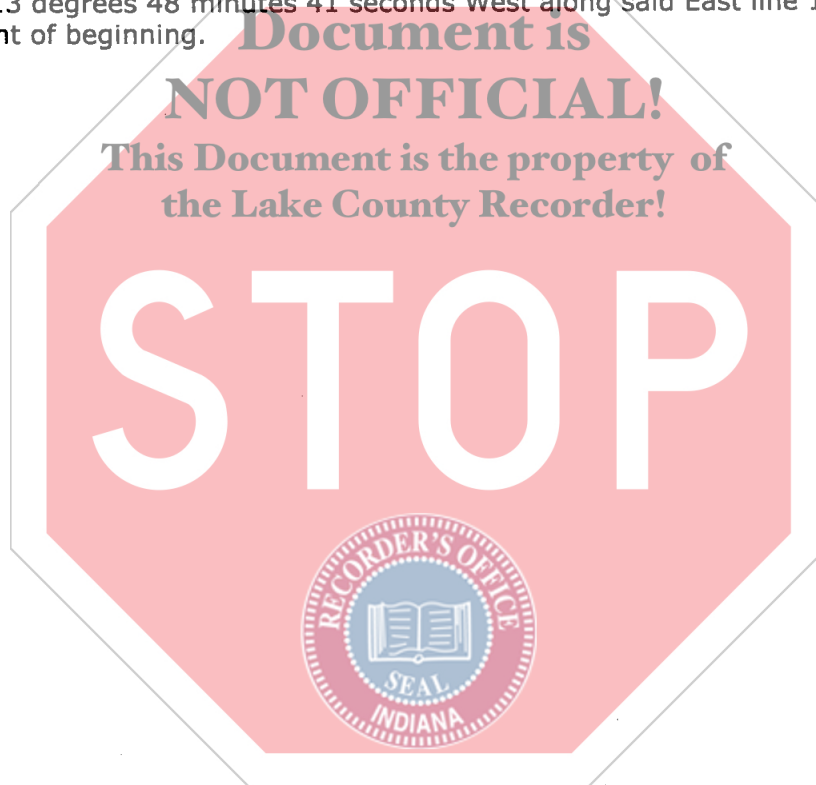 .3 degrees 48 minutes 41 seconds West along said East line
nt of beginning.
Document is
NOT OFFICIAL!
This Document is the property of
the Lake County Recorder!
STOP
RECORDER'S OFFICE
SEAL
INDIANA